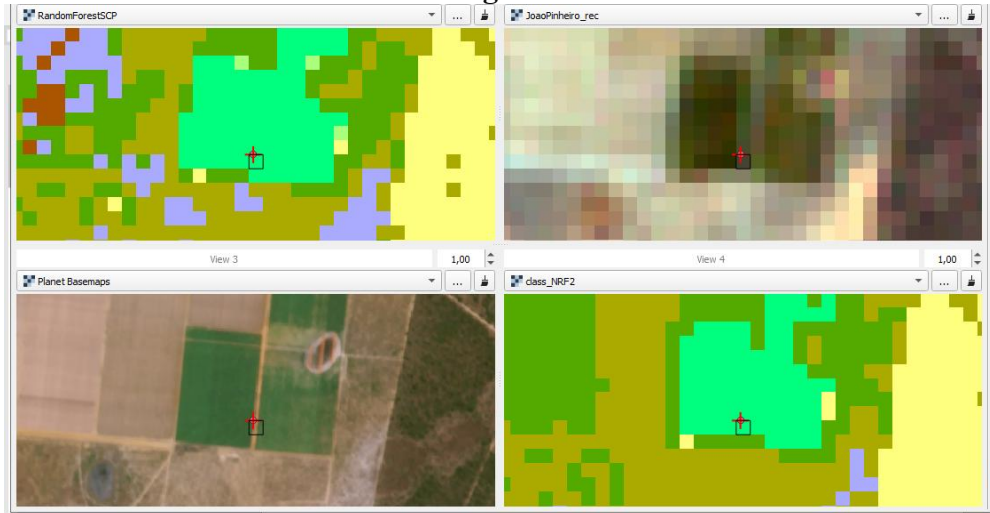 RandomForestSCP
...
JoaoPinheiro_rec
...
View 3
1,00
View 4
1,00
Planet Basemaps
...
class_NRF2
...